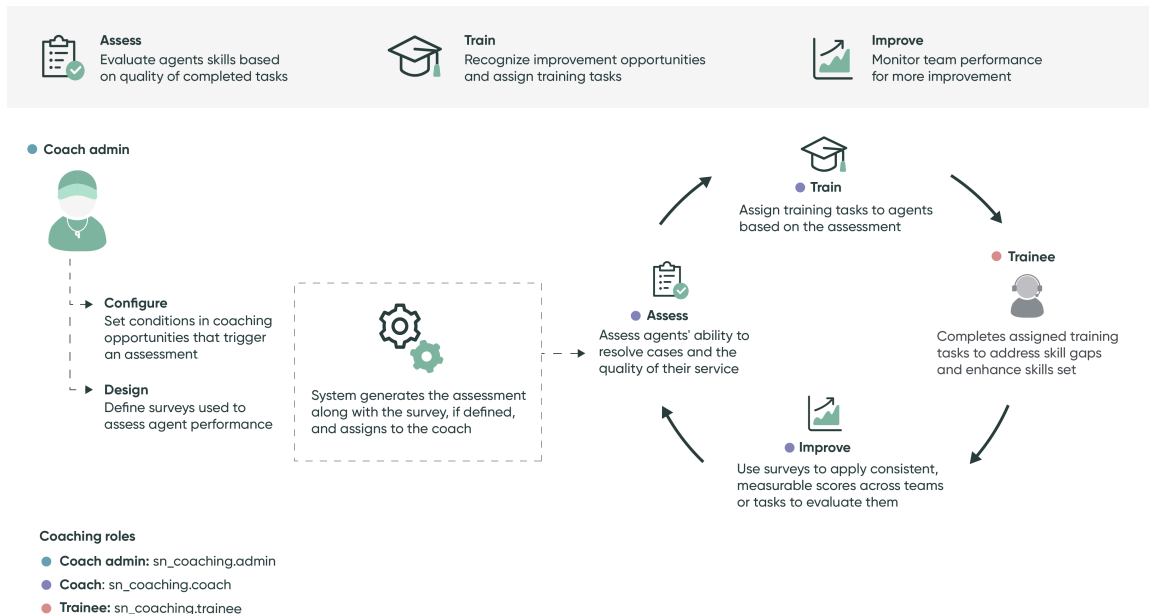 Assess
Evaluate agents skills based
on quality of completed tasks
Train
Recognize improvement opportunities
and assign training tasks
Improve
Monitor team performance
for more improvement
Coach admin
Configure
Set conditions in coaching
opportunities that trigger
an assessment
Design
Define surveys used to
assess agent performance
System generates the assessment
along with the survey, if defined,
and assigns to the coach
Assess
Assess agents' ability to
resolve cases and the
quality of their service
Train
Assign training tasks to agents
based on the assessment
Trainee
Completes assigned training
tasks to address skill gaps
and enhance skills set
Improve
Use surveys to apply consistent,
measurable scores across teams
or tasks to evaluate them
Coaching roles
Coach admin: sn_coaching.admin
Coach: sn_coaching.coach
Trainee: sn_coaching.trainee